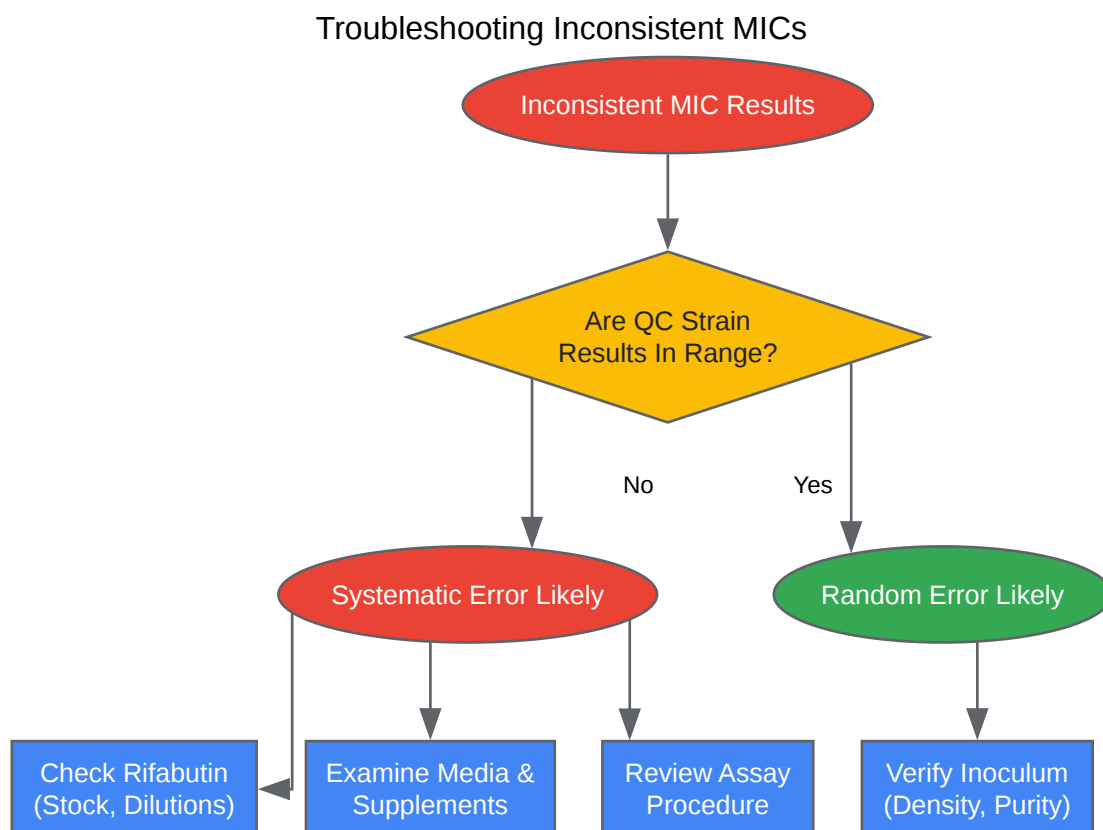 Troubleshooting Inconsistent MICs
Inconsistent MIC Results
Are QC Strain
Results In Range?
No
Yes
Systematic Error Likely
Random Error Likely
Check Rifabutin
(Stock, Dilutions)
Examine Media &
Supplements
Review Assay
Procedure
Verify Inoculum
(Density, Purity)